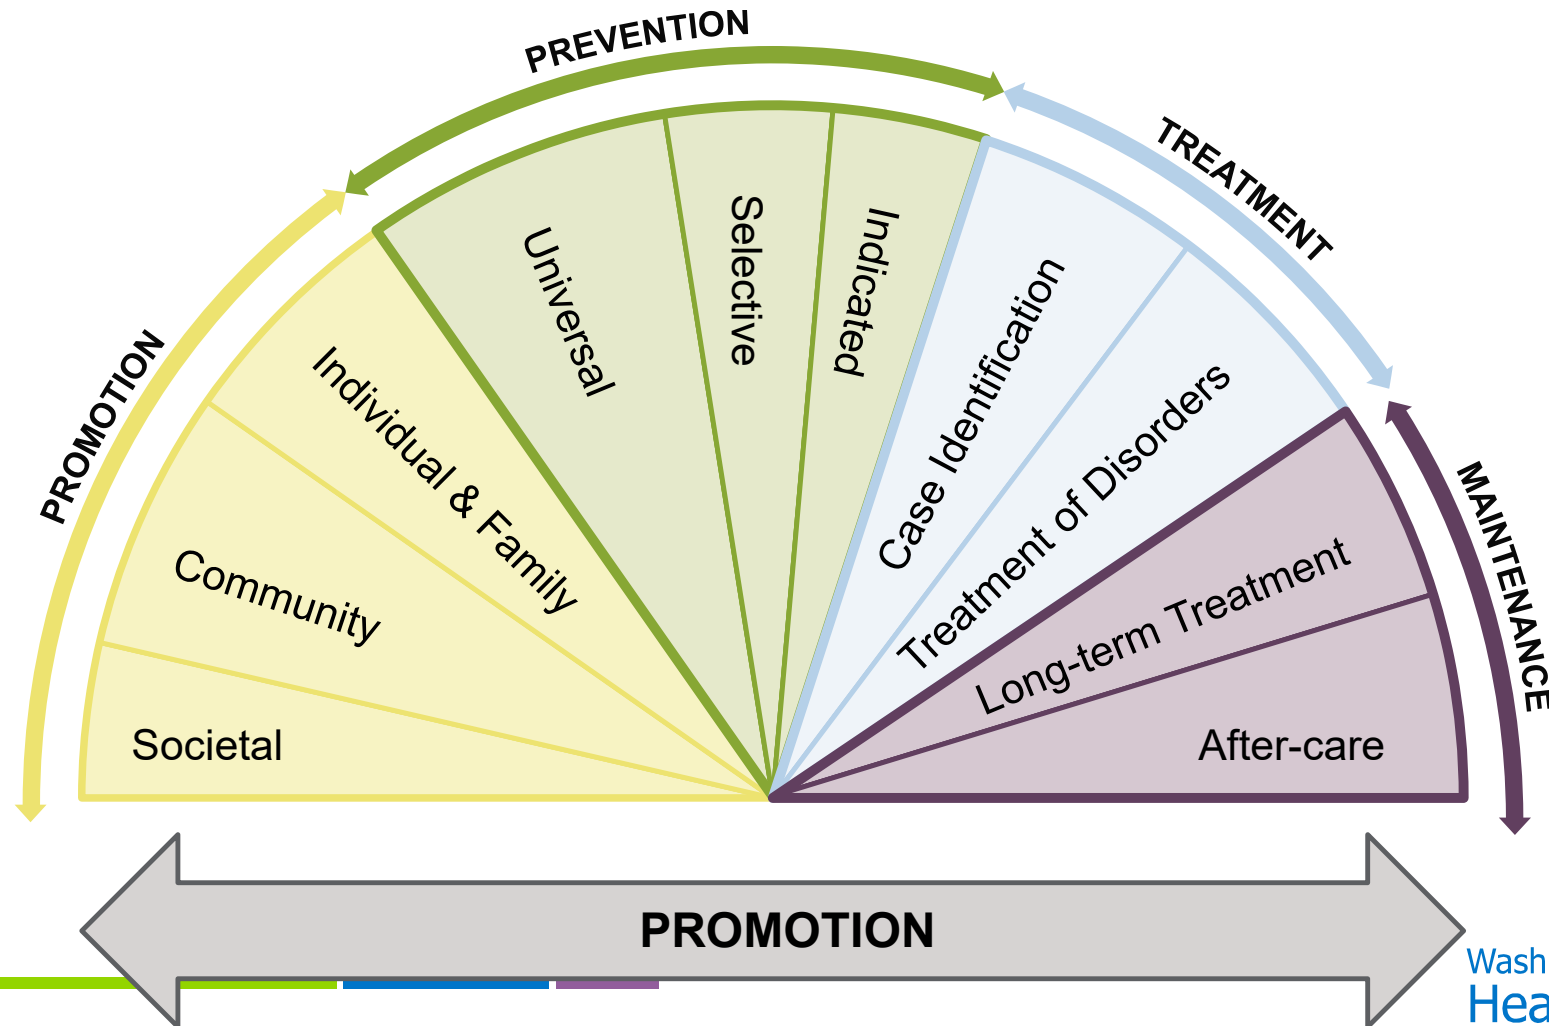 PREVENTION
TREATMENT
PROMOTION
MAINTENANCE
Societal
Community
Individual & Family
Universal
Selective
Indicated
Case Identification
Treatment of Disorders
Long-term Treatment
After-care
PROMOTION
Wash
Hea